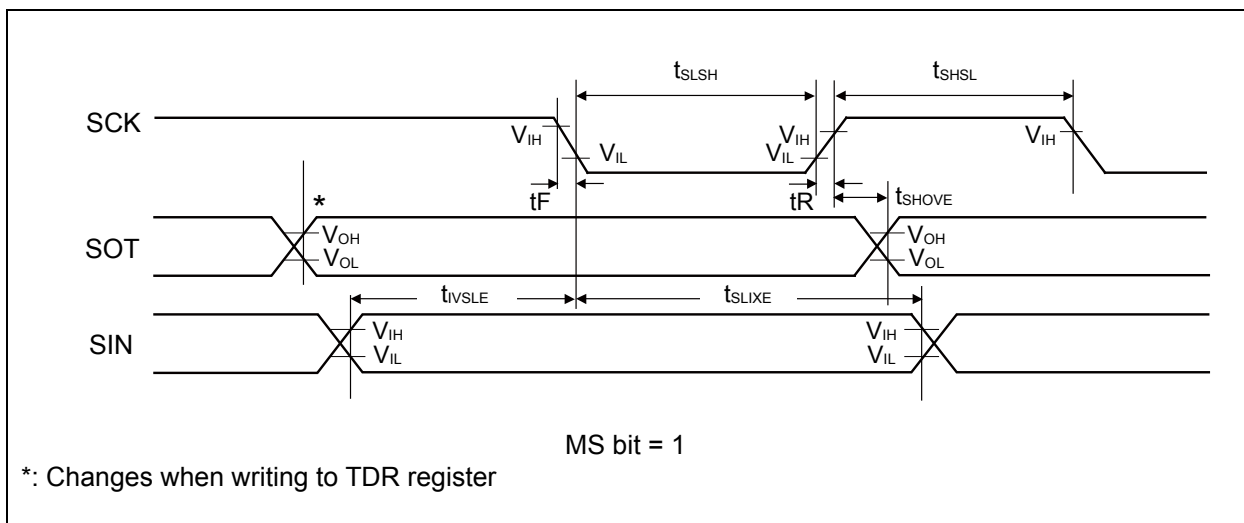 tSLSH tSHSL
SCK VIH VIL VIL VIH VIH
tF tR tSHOVE
*
SOT VOH VOL VOH VOL
tIVSLE tSLIXE
SIN VIH VIL VIH VIL
MS bit = 1
*: Changes when writing to TDR register